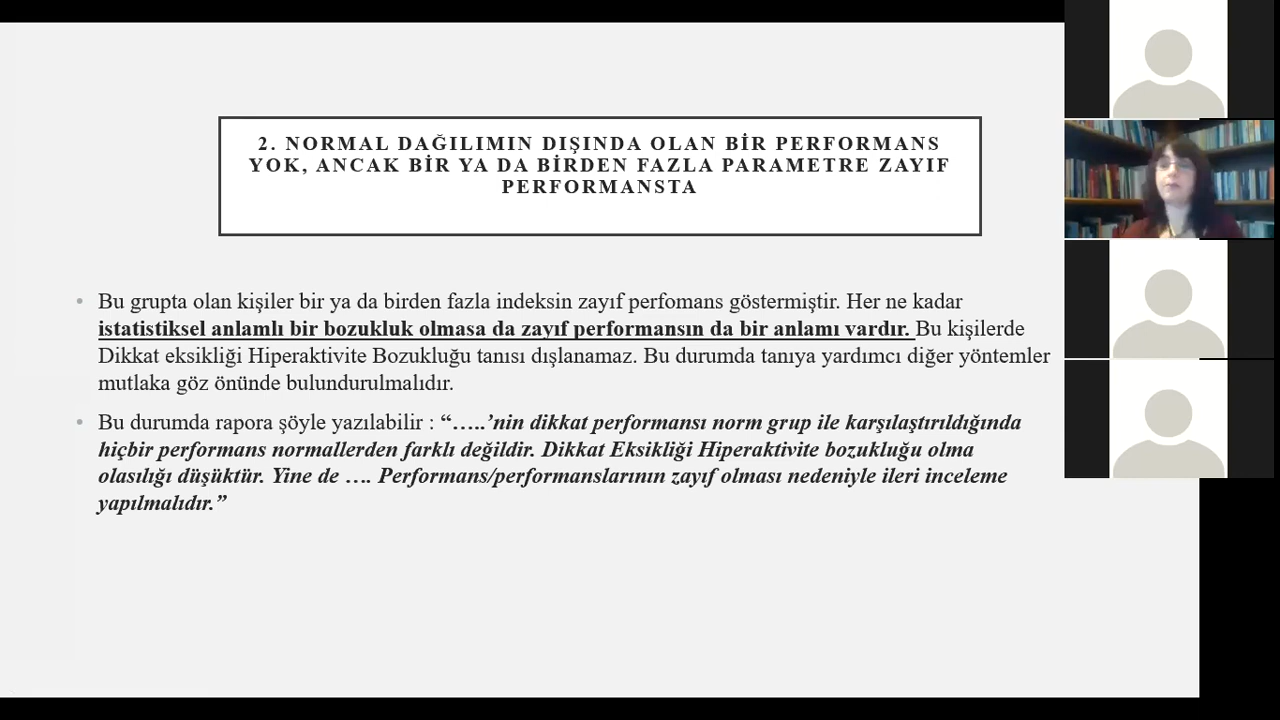 2. NORMAL DAĞILIMIN DIŞINDA OLAN BİR PERFORMANS
YOK, ANCAK BİR YA DA BİRDEN FAZLA PARAMETRE ZAYIF
PERFORMANSTA
• Bu grupta olan kişiler bir ya da birden fazla indeksin zayıf perfomans göstermiştir. Her ne kadar
istatistiksel anlamlı bir bozukluk olmasa da zayıf performansın da bir anlamı vardır. Bu kişilerde
Dikkat eksikliği Hiperaktivite Bozukluğu tanısı dışlanamaz. Bu durumda tanıya yardımcı diğer yöntemler
mutlaka göz önünde bulundurulmalıdır.
• Bu durumda rapora şöyle yazılabilir : “…..’nin dikkat performansı norm grup ile karşılaştırıldığında
hiçbir performans normallerden farklı değildir. Dikkat Eksikliği Hiperaktivite bozukluğu olma
olasılığı düşüktür. Yine de …. Performans/performanslarının zayıf olması nedeniyle ileri inceleme
yapılmalıdır.”